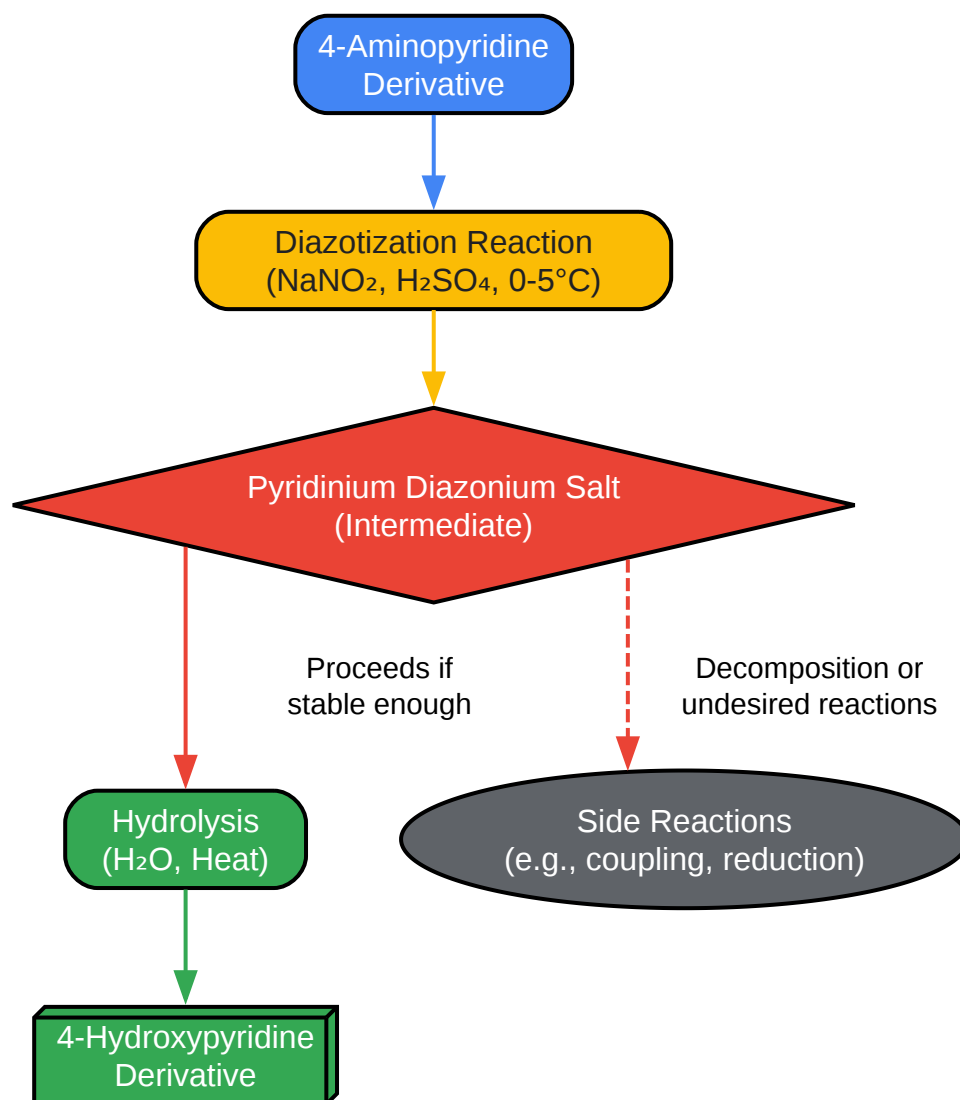 4-Aminopyridine
Derivative
Diazotization Reaction
(NaNO₂, H₂SO₄, 0-5°C)
Pyridinium Diazonium Salt
(Intermediate)
Proceeds if
stable enough
Decomposition or
undesired reactions
Hydrolysis
(H₂O, Heat)
Side Reactions
(e.g., coupling, reduction)
4-Hydroxypyridine
Derivative